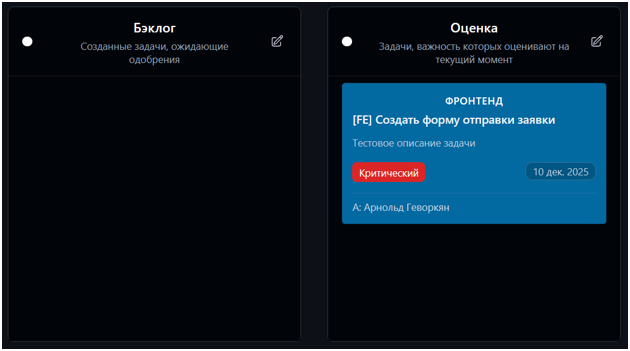 Бэклог
Созданные задачи, ожидающие
одобрения
Оценка
Задачи, важность которых оценивают на
текущий момент
ФРОНТЕНД
[FE] Создать форму отправки заявки
Тестовое описание задачи
Критический
10 дек. 2025
А: Арнольд Геворкян